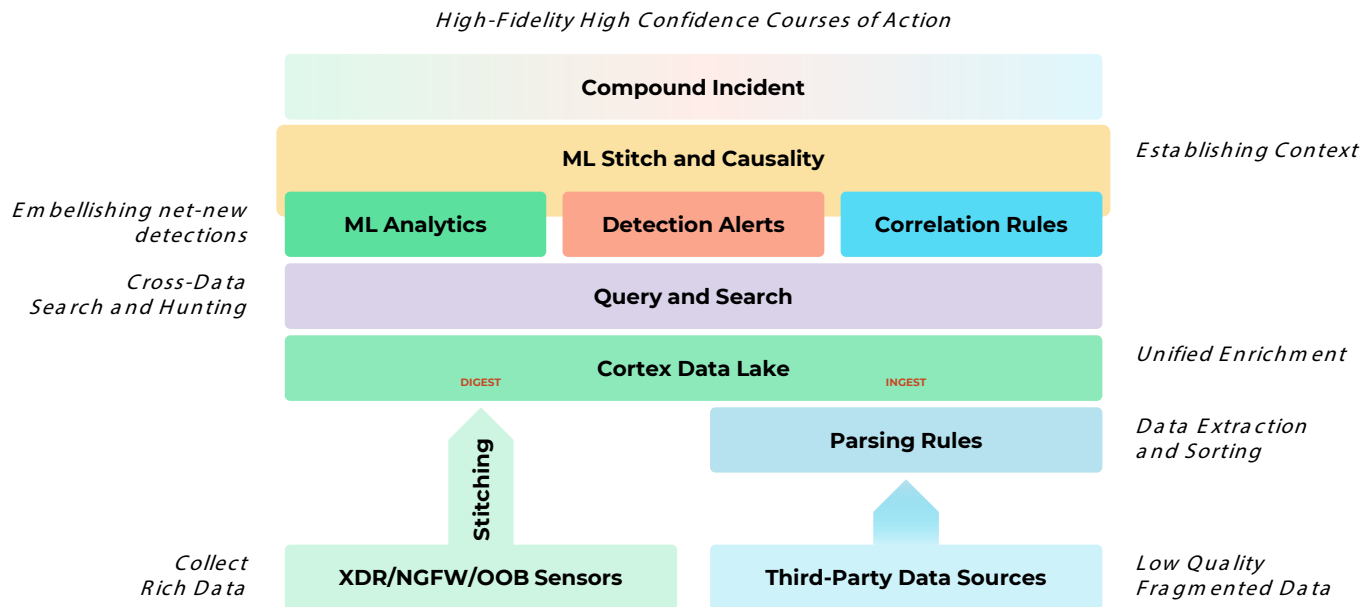 High-Fidelity High Confidence Courses of Action
Compound Incident
ML Stitch and Causality
Establishing Context
Embellishing net-new
detections
ML Analytics
Detection Alerts
Correlation Rules
Cross-Data
Search and Hunting
Query and Search
Cortex Data Lake
Unified Enrichment
DIGEST
INGEST
Stitching
Parsing Rules
Data Extraction
and Sorting
Collect
Rich Data
XDR/NGFW/OOB Sensors
Third-Party Data Sources
Low Quality
Fragmented Data